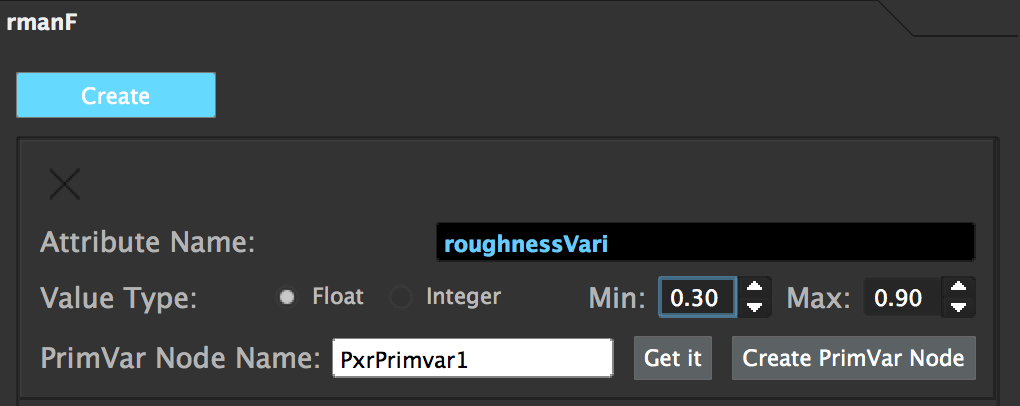 rmanF
Create
Attribute Name: roughnessVari
Value Type: Float Integer Min: 0.30 Max: 0.90
PrimVar Node Name: PxrPrimvar1 Get it Create PrimVar Node